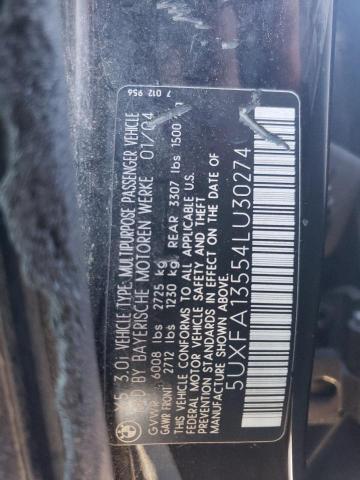 7 012 956
X5 3.0i VEHICLE TYPE: MULTIPURPOSE PASSENGER VEHICLE
BY BAYERISCHE MOTOREN WERKE 01/04
GVWR 6008 lbs 2725 kg
GAWR FRONT 2712 lbs 1230 kg, REAR 3307 lbs 1500
THIS VEHICLE CONFORMS TO ALL APPLICABLE U.S.
FEDERAL MOTOR VEHICLE SAFETY AND THEFT
PREVENTION STANDARDS IN EFFECT ON THE DATE OF
MANUFACTURE SHOWN ABOVE.
5UXFA13554LU30274